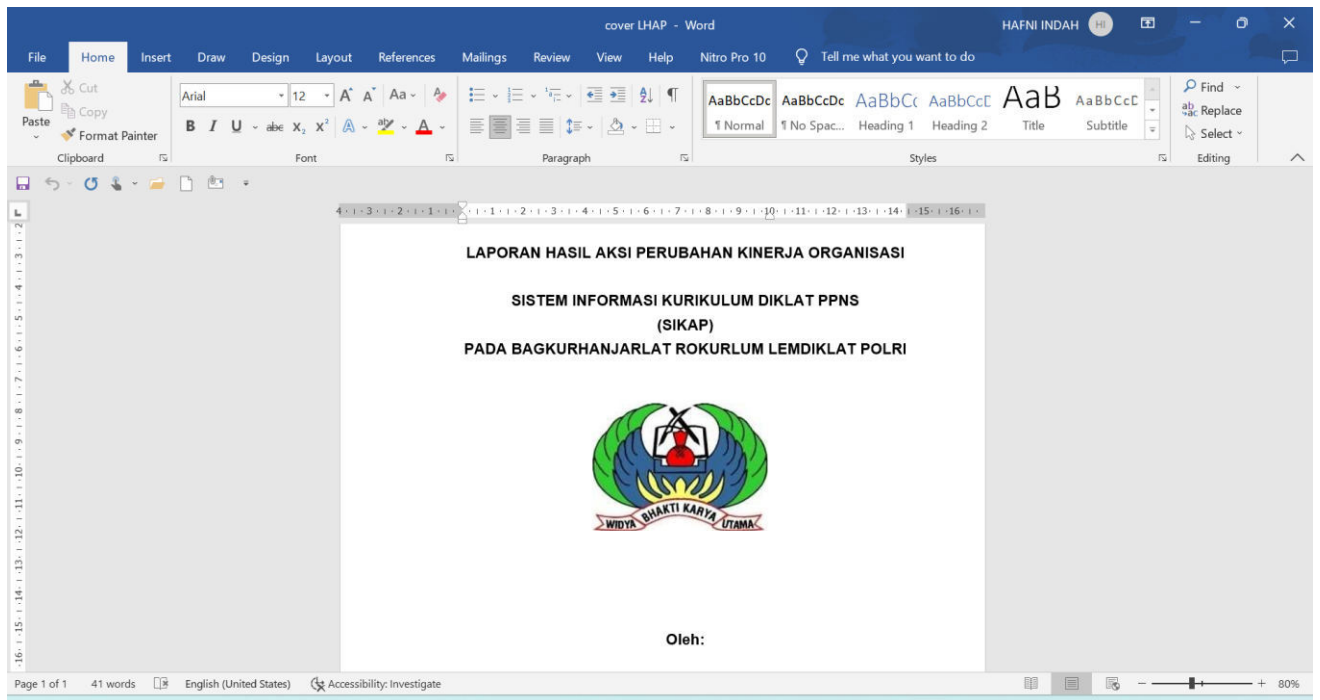 cover LHAP - Word
HAFNI INDAH HI
File Home Insert Draw Design Layout References Mailings Review View Help Nitro Pro 10 Tell me what you want to do
Cut
Copy
Paste
Format Painter
Arial 12
AaBbCcDc AaBbCcDc AaBbCc AaBbCcD AaB AaBbCcD
¶ Normal ¶ No Spac... Heading 1 Heading 2 Title Subtitle
Find
Replace
Select
Clipboard Font Paragraph Styles Editing
LAPORAN HASIL AKSI PERUBAHAN KINERJA ORGANISASI
SISTEM INFORMASI KURIKULUM DIKLAT PPNS
(SIKAP)
PADA BAGKURHANJARLAT ROKURLUM LEMDIKLAT POLRI
WIDYA BHAKTI KARYA UTAMA
Oleh:
Page 1 of 1 41 words English (United States) Accessibility: Investigate 80%